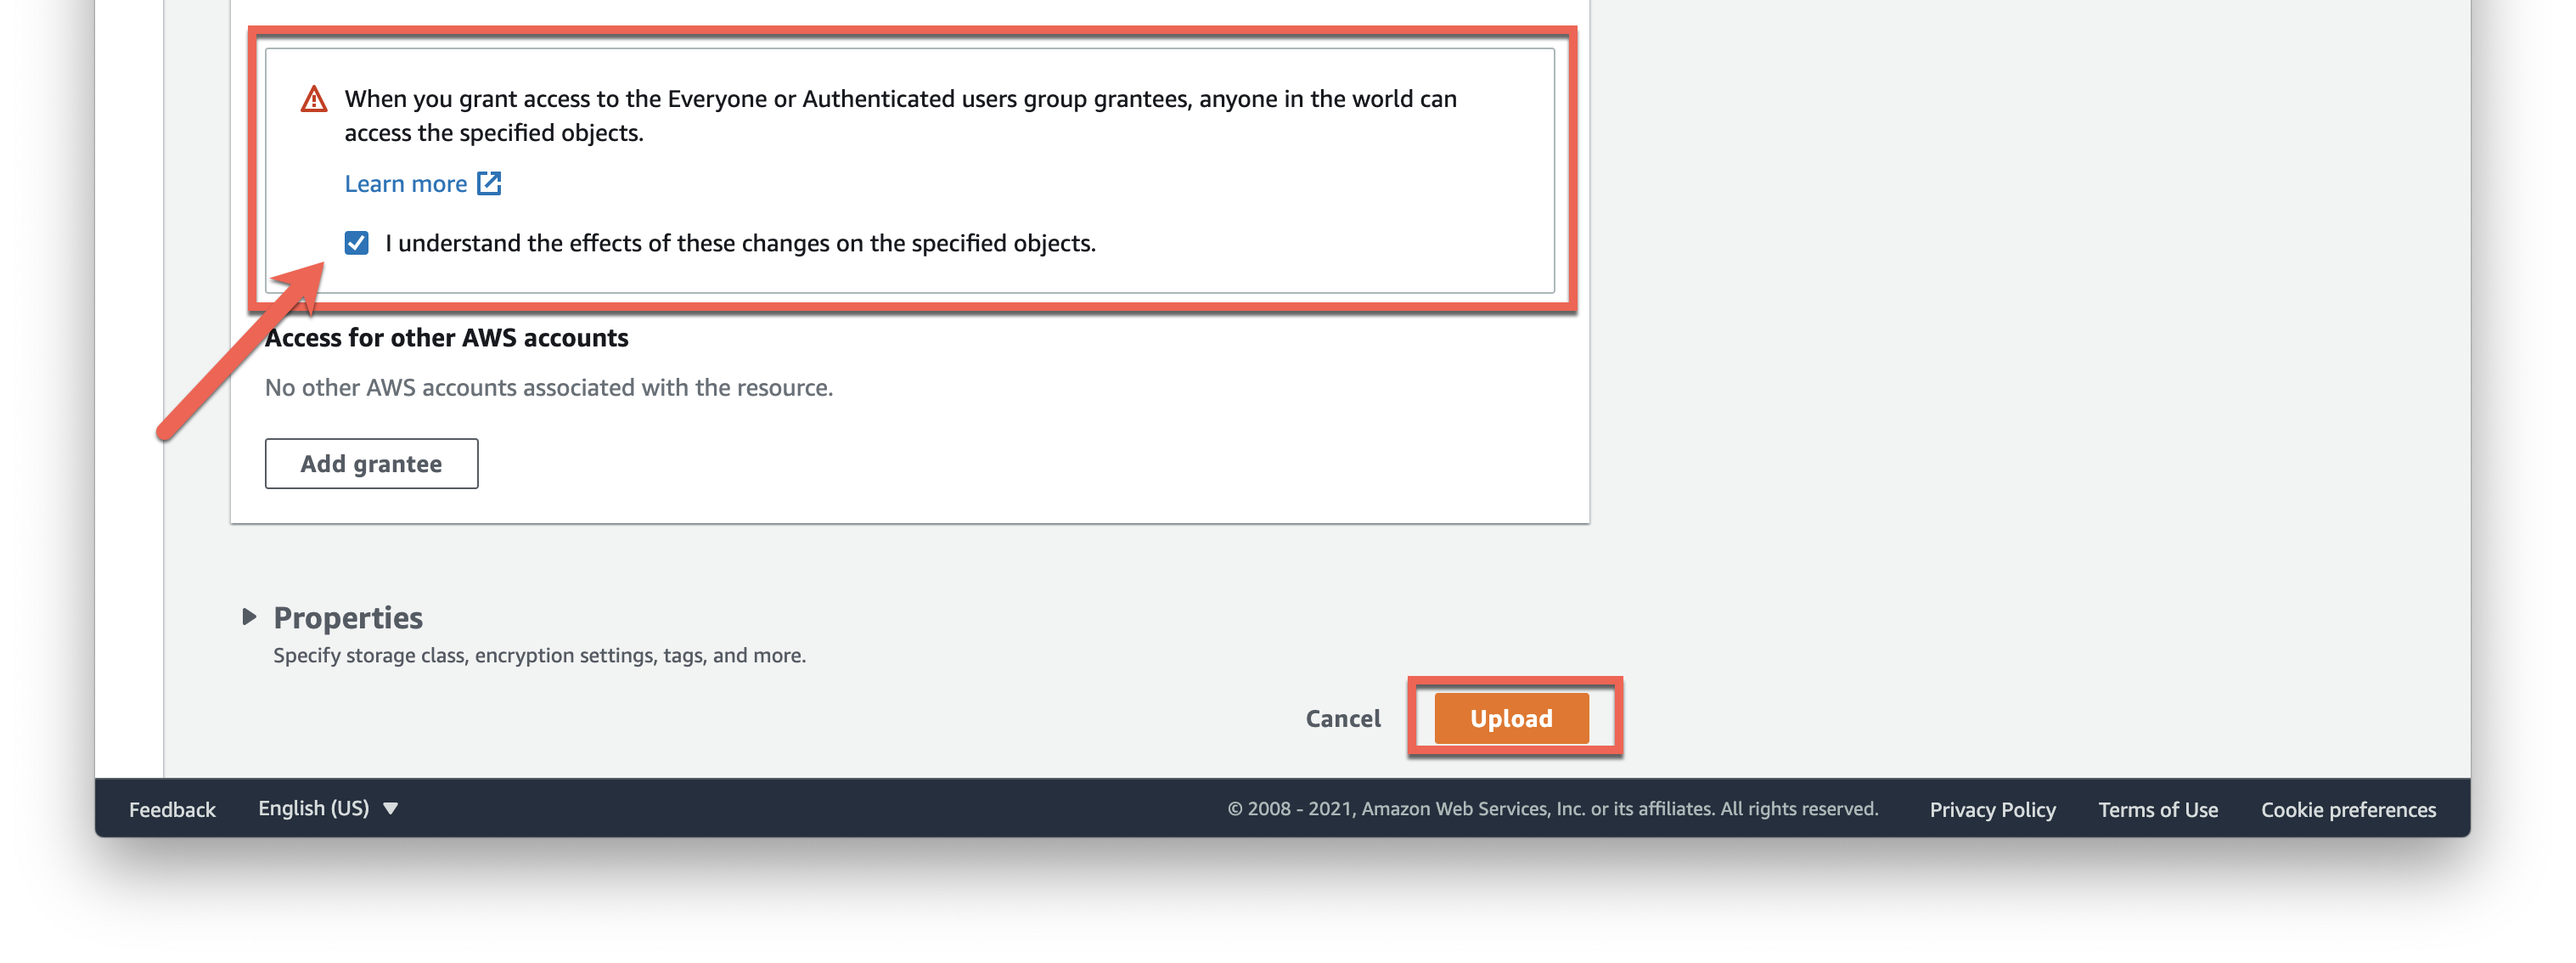 When you grant access to the Everyone or Authenticated users group grantees, anyone in the world can
access the specified objects.
Learn more
I understand the effects of these changes on the specified objects.
Access for other AWS accounts
No other AWS accounts associated with the resource.
Add grantee
Properties
Specify storage class, encryption settings, tags, and more.
Cancel Upload
Feedback English (US) © 2008 - 2021, Amazon Web Services, Inc. or its affiliates. All rights reserved. Privacy Policy Terms of Use Cookie preferences